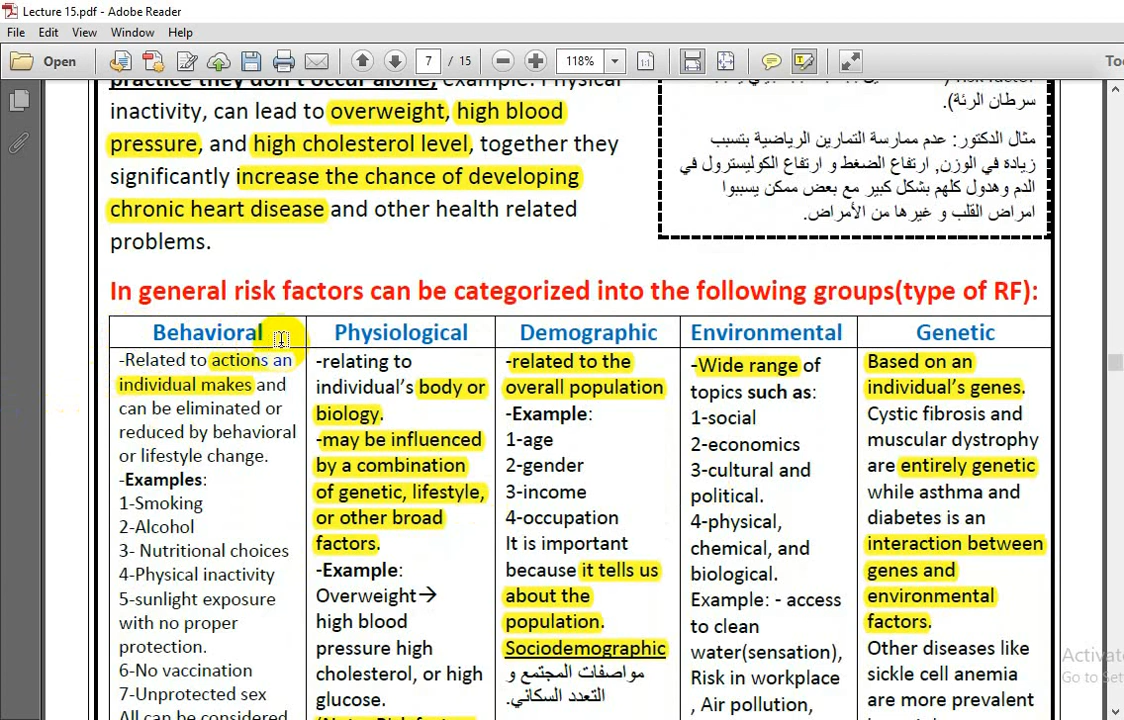 Lecture 15.pdf - Adobe Reader
File Edit View Window Help
Open 7 / 15 118% 1:1 Too
practice they don't occur alone, example: Physical
inactivity, can lead to overweight, high blood
pressure, and high cholesterol level, together they
significantly increase the chance of developing
chronic heart disease and other health related
problems.
سرطان الرئة).
مثال الدكتور: عدم ممارسة التمارين الرياضية بتسبب
زيادة في الوزن, ارتفاع الضغط و ارتفاع الكوليسترول في
الدم وهدول كلهم بشكل كبير مع بعض ممكن يسببوا
امراض القلب و غيرها من الأمراض.
In general risk factors can be categorized into the following groups(type of RF):
Behavioral
-Related to actions an
individual makes and
can be eliminated or
reduced by behavioral
or lifestyle change.
-Examples:
1-Smoking
2-Alcohol
3- Nutritional choices
4-Physical inactivity
5-sunlight exposure
with no proper
protection.
6-No vaccination
7-Unprotected sex
All can be considered
Physiological
-relating to
individual's body or
biology.
-may be influenced
by a combination
of genetic, lifestyle,
or other broad
factors.
-Example:
Overweight→
high blood
pressure high
cholesterol, or high
glucose.
Demographic
-related to the
overall population
-Example:
1-age
2-gender
3-income
4-occupation
It is important
because it tells us
about the
population.
Sociodemographic
مواصفات المجتمع و
التعدد السكاني.
Environmental
-Wide range of
topics such as:
1-social
2-economics
3-cultural and
political.
4-physical,
chemical, and
biological.
Example: - access
to clean
water(sensation),
Risk in workplace
, Air pollution,
Genetic
Based on an
individual's genes.
Cystic fibrosis and
muscular dystrophy
are entirely genetic
while asthma and
diabetes is an
interaction between
genes and
environmental
factors.
Other diseases like
sickle cell anemia
are more prevalent
Activate
Go to Set